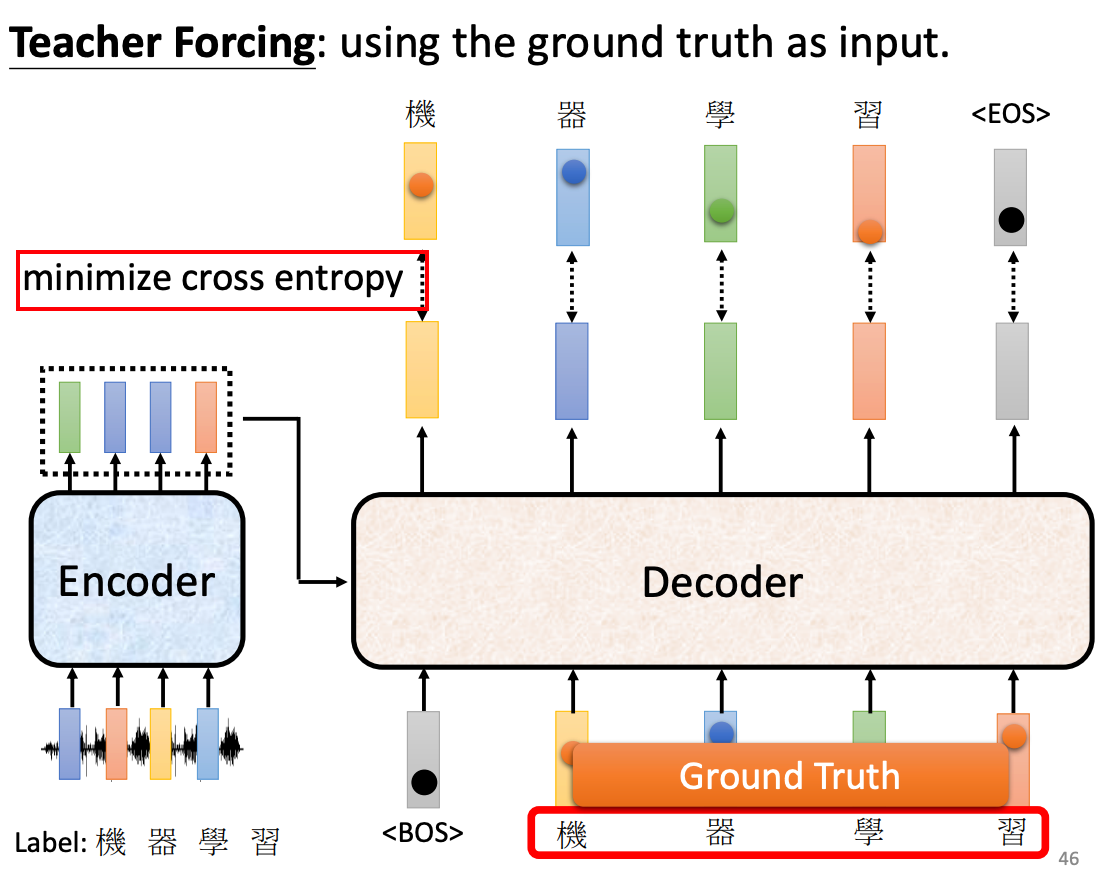 Teacher Forcing: using the ground truth as input.
機 器 學 習 <EOS>
minimize cross entropy
Encoder
Decoder
Ground Truth
Label: 機 器 學 習
<BOS>
機 器 學 習
46